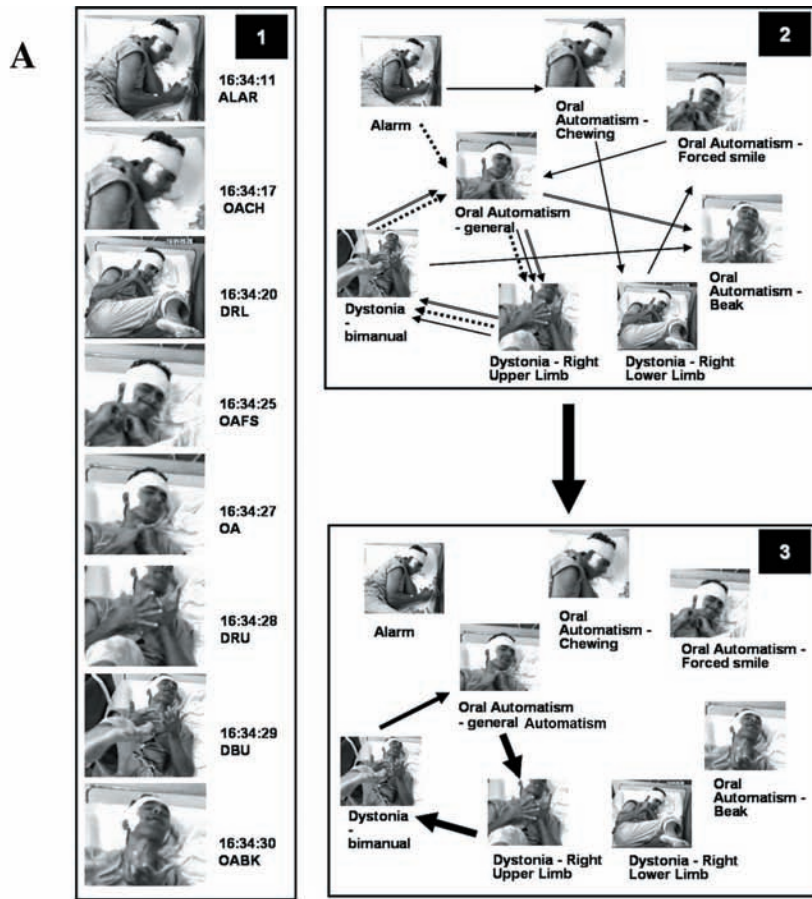 A
1
16:34:11
ALAR
16:34:17
OACH
16:34:20
DRL
16:34:25
OAFS
16:34:27
OA
16:34:28
DRU
16:34:29
DBU
16:34:30
OABK
2
Alarm
Oral
Automatism -
Chewing
Oral Automatism -
Forced smile
Oral Automatism
- general
Oral
Automatism -
Beak
Dystonia
- bimanual
Dystonia - Right
Upper Limb
Dystonia - Right
Lower Limb
3
Alarm
Oral
Automatism -
Chewing
Oral Automatism -
Forced smile
Oral Automatism
- general Automatism
Oral
Automatism -
Beak
Dystonia
- bimanual
Dystonia - Right
Upper Limb
Dystonia - Right
Lower Limb